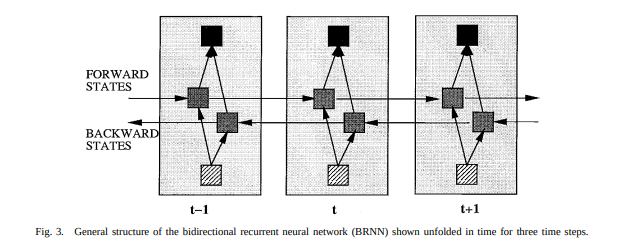 FORWARD
STATES
BACKWARD
STATES
t–1
t
t+1
Fig. 3. General structure of the bidirectional recurrent neural network (BRNN) shown unfolded in time for three time steps.